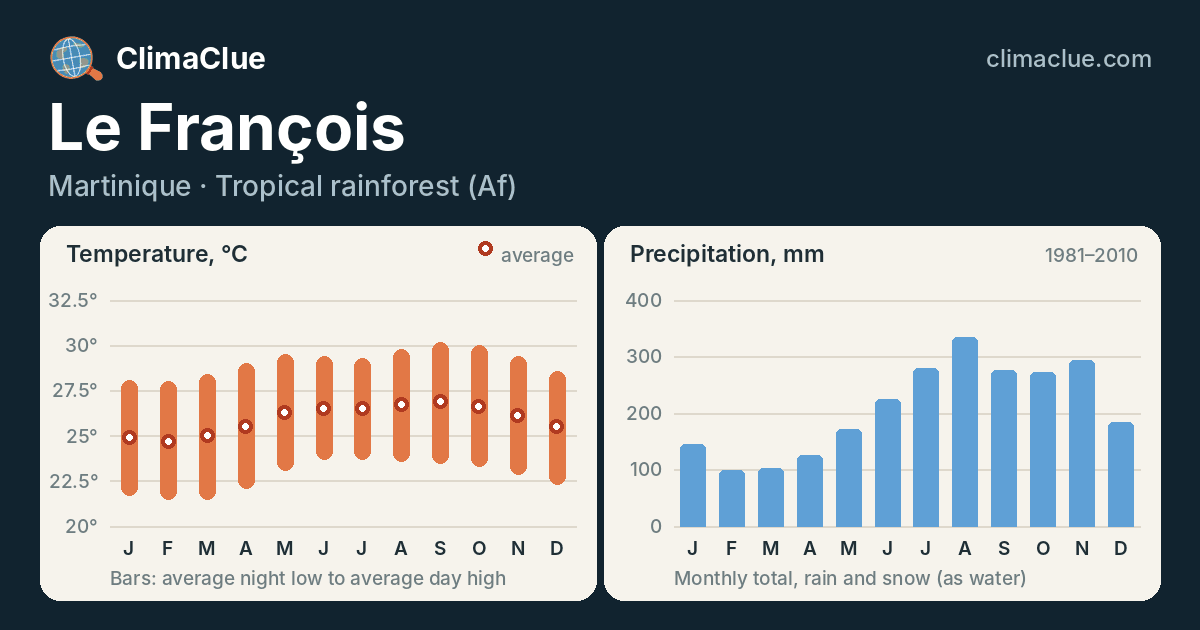 ClimaClue
climaclue.com
Le François
Martinique · Tropical rainforest (Af)
Temperature, °C
average
32.5°
30°
27.5°
25°
22.5°
20°
J F M A M J J A S O N D
Bars: average night low to average day high
Precipitation, mm
1981–2010
400
300
200
100
0
J F M A M J J A S O N D
Monthly total, rain and snow (as water)